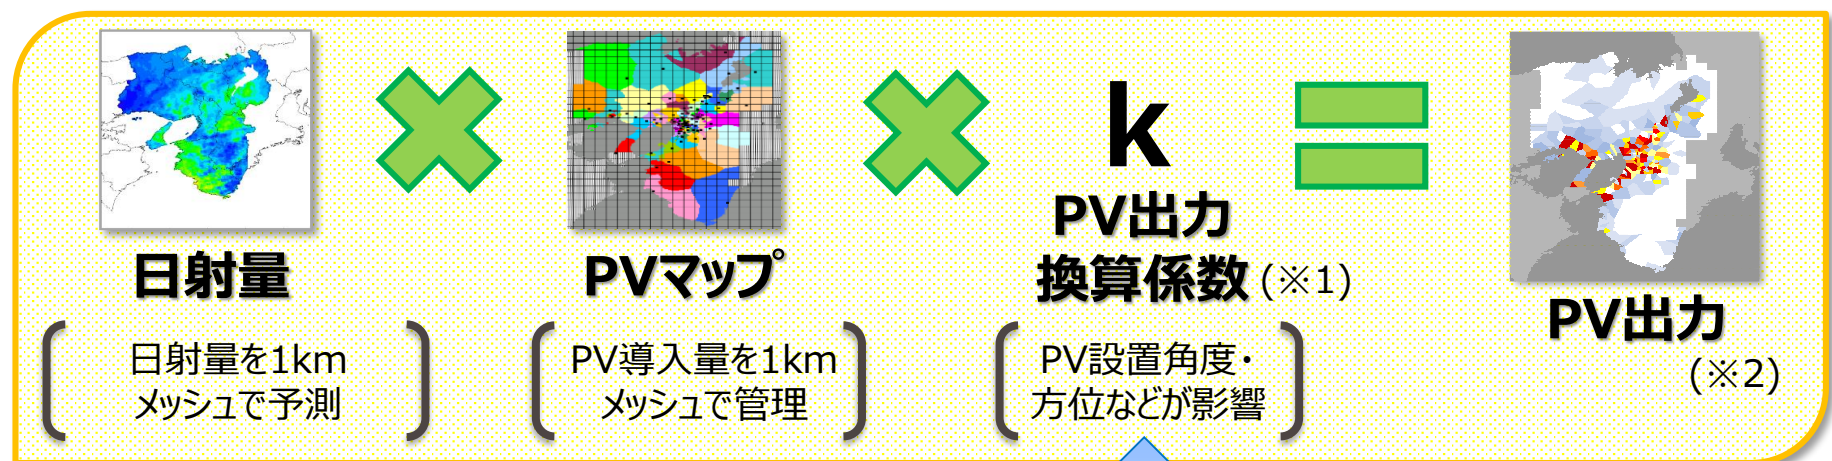 日射量
日射量を1km
メッシュで予測
PVマップ
PV導入量を1km
メッシュで管理
k
PV出力
換算係数(※1)
PV設置角度・
方位などが影響
PV出力
(※2)